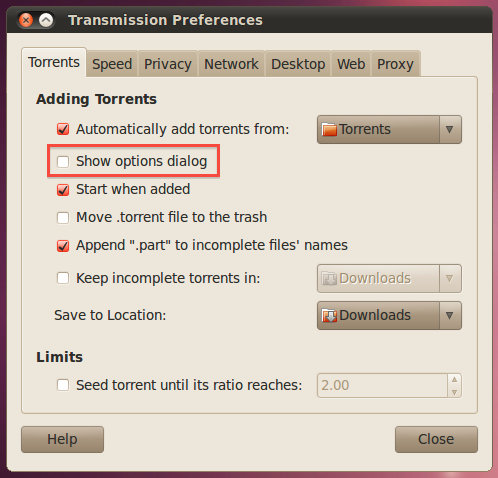 Transmission Preferences
Torrents Speed Privacy Network Desktop Web Proxy
Adding Torrents
Automatically add torrents from: Torrents
Show options dialog
Start when added
Move .torrent file to the trash
Append ".part" to incomplete files' names
Keep incomplete torrents in: Downloads
Save to Location: Downloads
Limits
Seed torrent until its ratio reaches: 2.00
Help Close